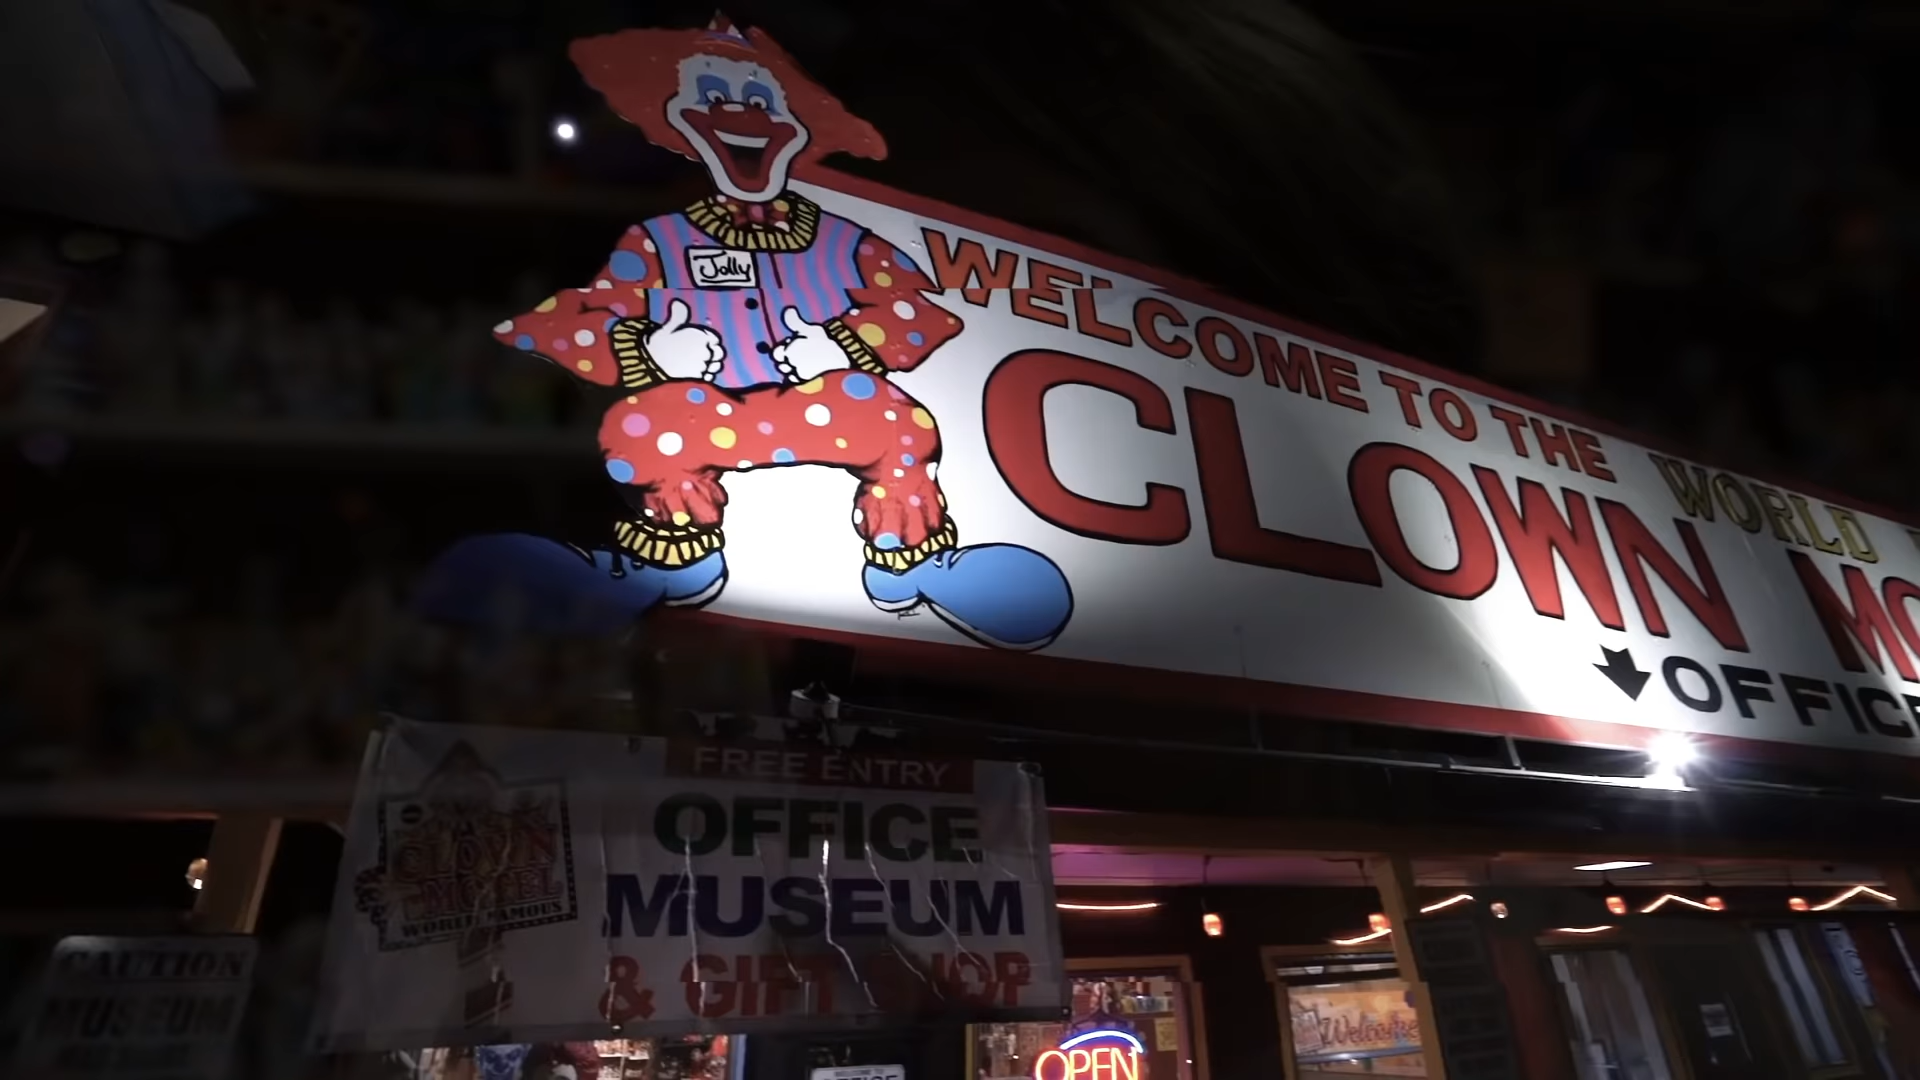 Jolly
WELCOME TO THE WORLD
CLOWN MO
OFFICE
FREE ENTRY
OFFICE
MUSEUM
& GIFT SHOP
CLOWN
MOTEL
WORLD FAMOUS
CAUTION
MUSEUM
Welcome
OPEN